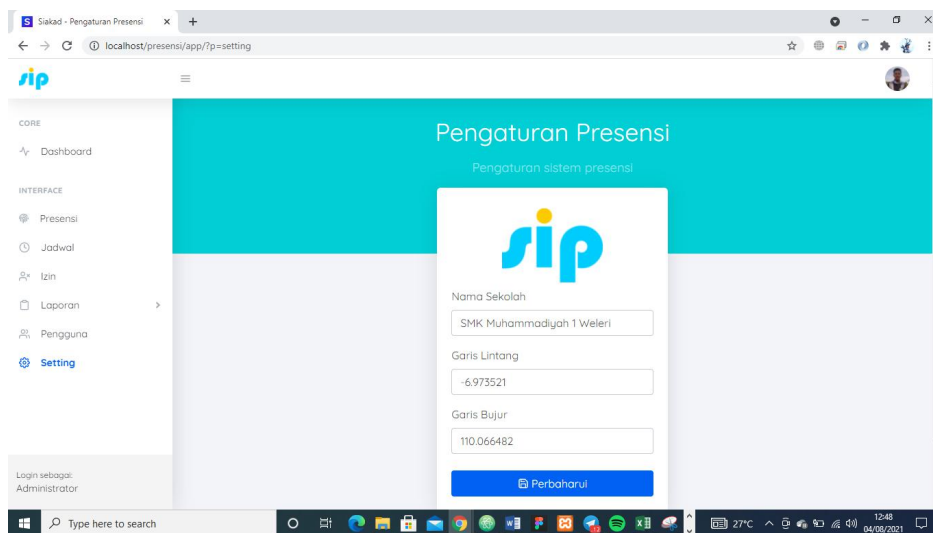 S Siakad - Pengaturan Presensi
localhost/presensi/app/?p=setting
sip
CORE
Dashboard
INTERFACE
Presensi
Jadwal
Izin
Laporan
Pengguna
Setting
Login sebagai:
Administrator
Pengaturan Presensi
Pengaturan sistem presensi
sip
Nama Sekolah
SMK Muhammadiyah 1 Weleri
Garis Lintang
-6.973521
Garis Bujur
110.066482
Perbaharui
Type here to search
27°C
12:48
04/08/2021